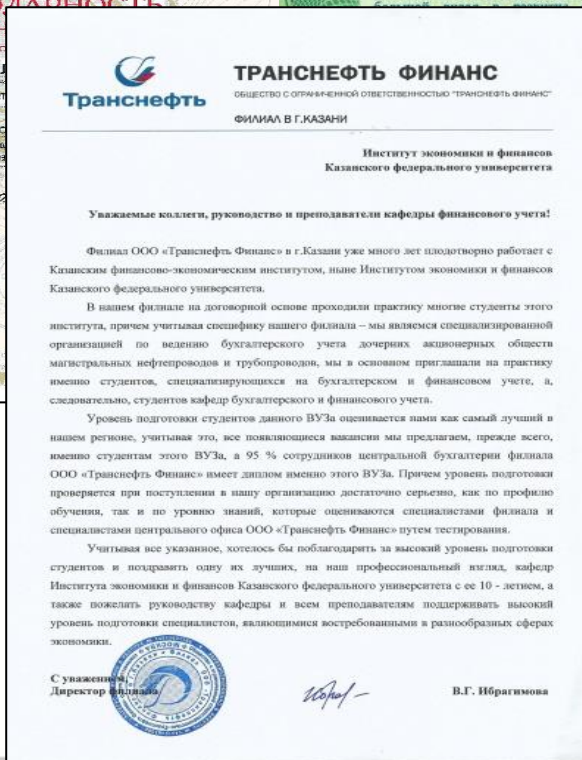 Транснефть
ТРАНСНЕФТЬ ФИНАНС
ОБЩЕСТВО С ОГРАНИЧЕННОЙ ОТВЕТСТВЕННОСТЬЮ "ТРАНСНЕФТЬ ФИНАНС"
ФИЛИАЛ В Г.КАЗАНИ
Институт экономики и финансов
Казанского федерального университета
Уважаемые коллеги, руководство и преподаватели кафедры финансового учета!
Филиал ООО «Транснефть Финанс» в г.Казани уже много лет плодотворно работает с
Казанским финансово-экономическим институтом, ныне Институтом экономики и финансов
Казанского федерального университета.
В нашем филиале на договорной основе проходили практику многие студенты этого
института, причем учитывая специфику нашего филиала – мы являемся специализированной
организацией по ведению бухгалтерского учета дочерних акционерных обществ
магистральных нефтепроводов и трубопроводов, мы в основном приглашали на практику
именно студентов, специализирующихся на бухгалтерском и финансовом учете, а,
следовательно, студентов кафедр бухгалтерского и финансового учета.
Уровень подготовки студентов данного ВУЗа оценивается нами как самый лучший в
нашем регионе, учитывая это, все появляющиеся вакансии мы предлагаем, прежде всего,
именно студентам этого ВУЗа, а 95 % сотрудников центральной бухгалтерии филиала
ООО «Транснефть Финанс» имеет диплом именно этого ВУЗа. Причем уровень подготовки
проверяется при поступлении в нашу организацию достаточно серьезно, как по профилю
обучения, так и по уровню знаний, которые оцениваются специалистами филиала и
специалистами центрального офиса ООО «Транснефть Финанс» путем тестирования.
Учитывая все указанное, хотелось бы поблагодарить за высокий уровень подготовки
студентов и поздравить одну их лучших, на наш профессиональный взгляд, кафедр
Института экономики и финансов Казанского федерального университета с ее 10 - летием, а
также пожелать руководству кафедры и всем преподавателям поддерживать высокий
уровень подготовки специалистов, являющимися востребованными в разнообразных сферах
экономики.
С уважением,
Директор филиала
В.Г. Ибрагимова